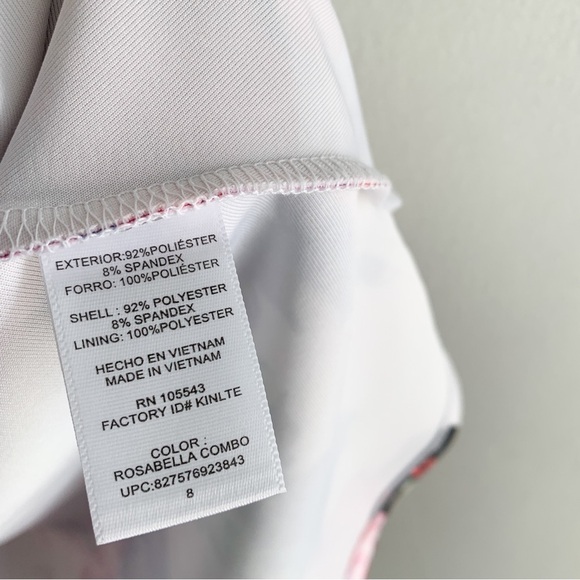 EXTERIOR:92%POLIÉSTER
8% SPANDEX
FORRO: 100%POLIÉSTER
SHELL : 92% POLYESTER
8% SPANDEX
LINING: 100%POLYESTER
HECHO EN VIETNAM
MADE IN VIETNAM
RN 105543
FACTORY ID# KINLTE
COLOR :
ROSABELLA COMBO
UPC:827576923843
8